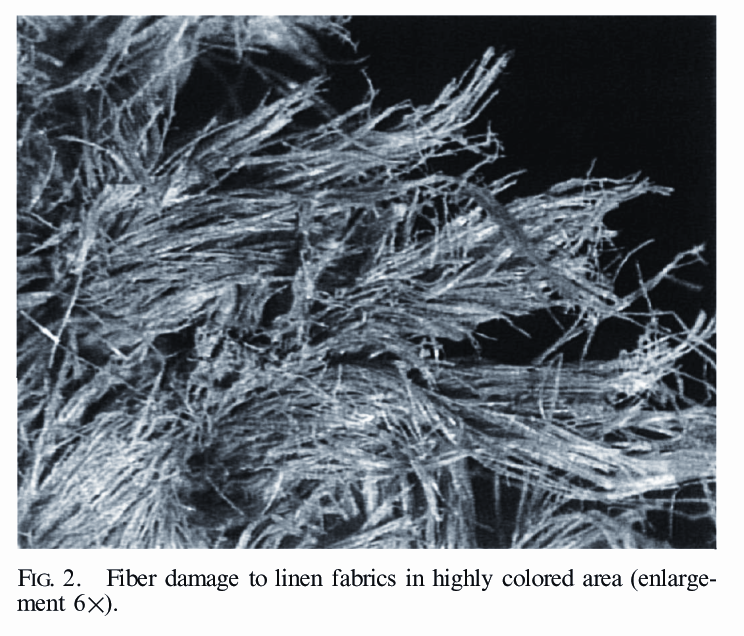 FIG. 2. Fiber damage to linen fabrics in highly colored area (enlarge-
ment 6×).